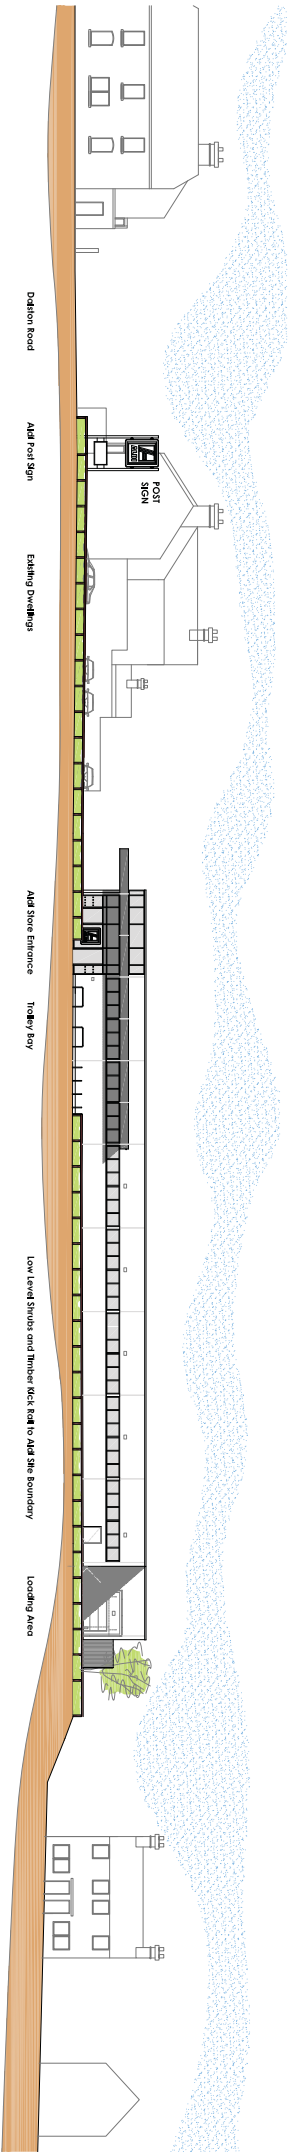 POST
SIGN
ALDI
Dalston Road
Aldi Post Sign
Existing Dwellings
Aldi Store Entrance
Trolley Bay
Low Level Shrubs and Timber Kick Rail to Aldi Site Boundary
Loading Area